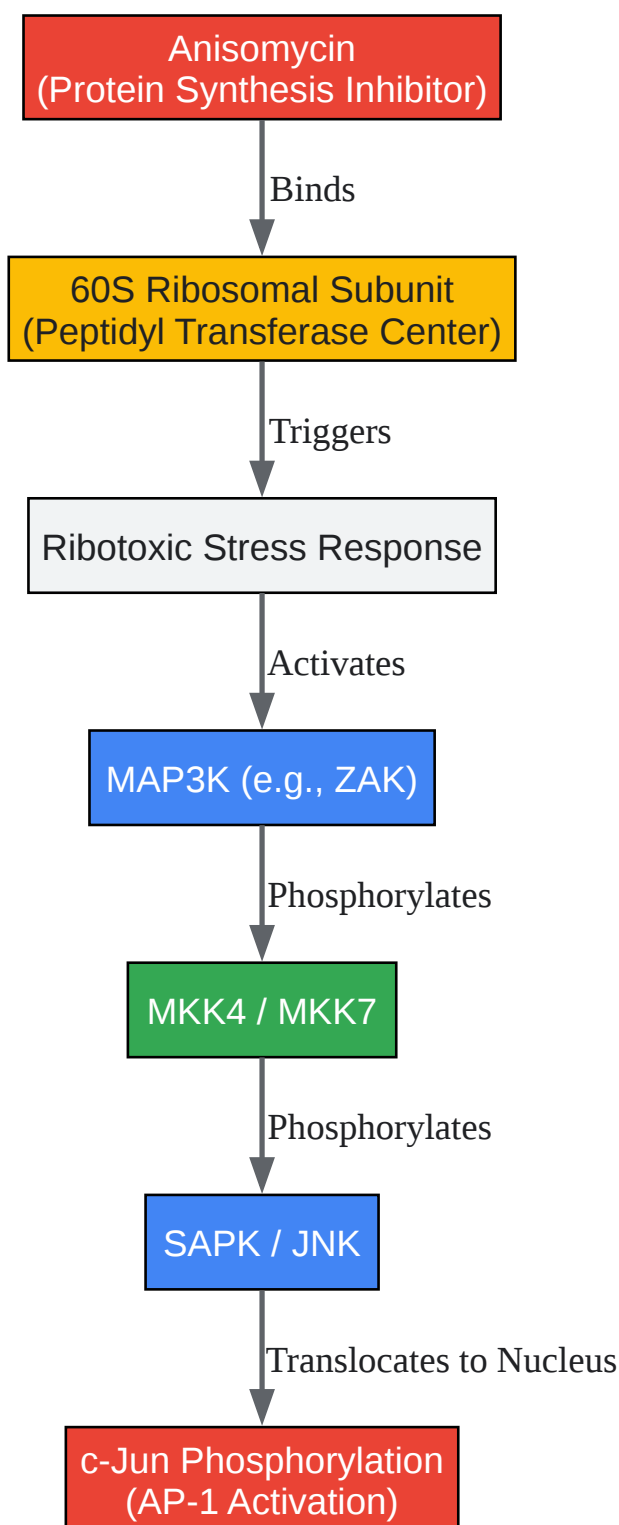 Anisomycin
(Protein Synthesis Inhibitor)
Binds
60S Ribosomal Subunit
(Peptidyl Transferase Center)
Triggers
Ribotoxic Stress Response
Activates
MAP3K (e.g., ZAK)
Phosphorylates
MKK4 / MKK7
Phosphorylates
SAPK / JNK
Translocates to Nucleus
c-Jun Phosphorylation
(AP-1 Activation)